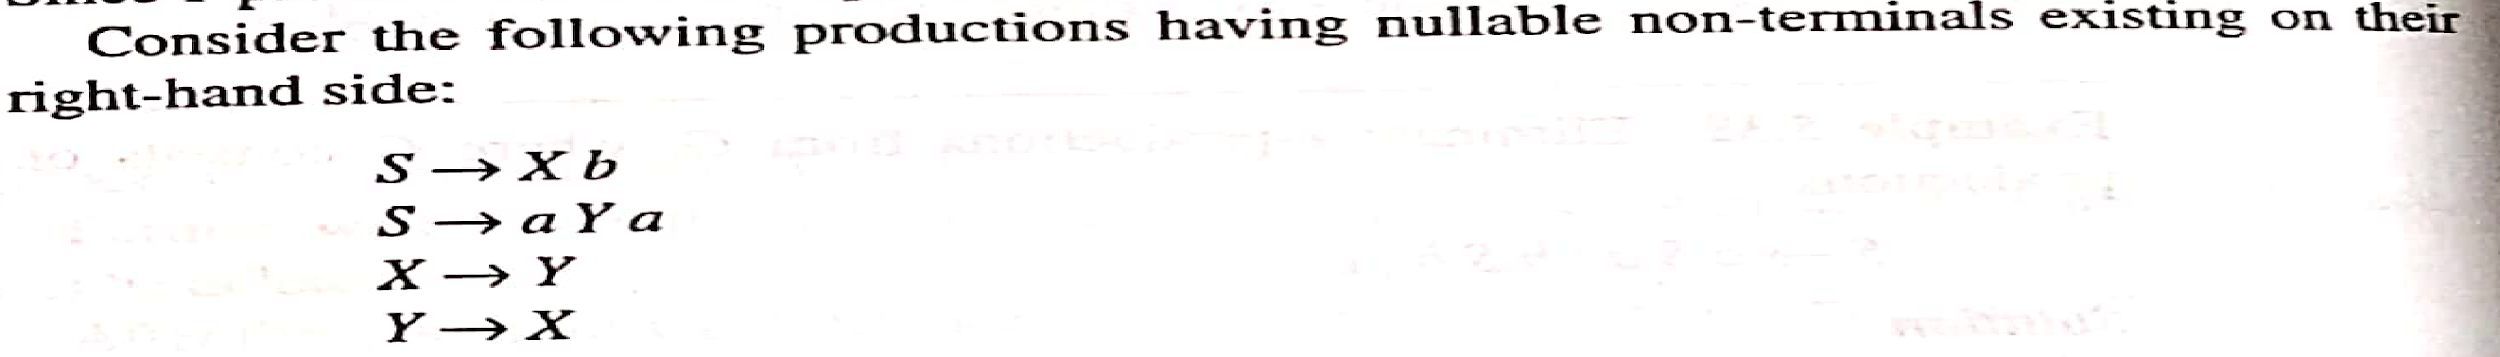 Consider the following productions having nullable non-terminals existing on their
right-hand side:
S → X b
S → a Y a
X → Y
Y → X